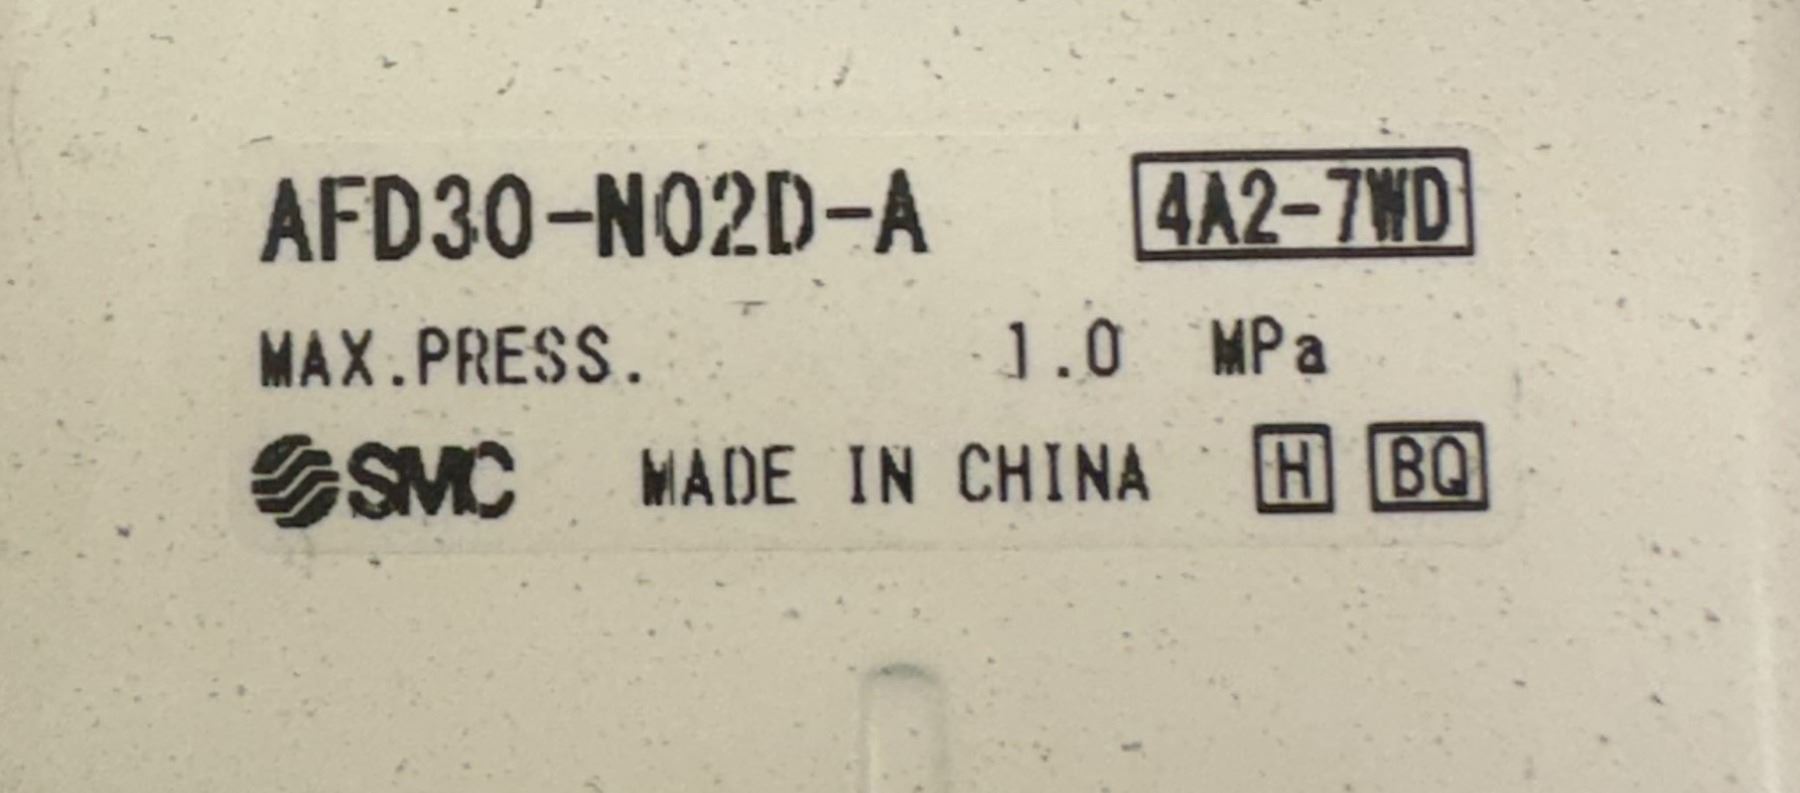 AFD30-N02D-A 4A2-7WD
MAX.PRESS. 1.0 MPa
SMC MADE IN CHINA H BQ